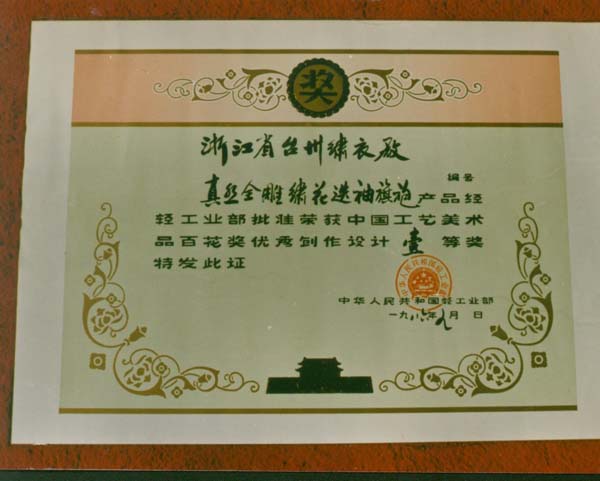 奖
浙江省台州绣衣厂
编号
真丝全雕绣花连袖旗袍产品经
轻工业部批准荣获中国工艺美术
品百花奖优秀创作设计壹等奖
特发此证
中华人民共和国轻工业部
一九八六年九月 日